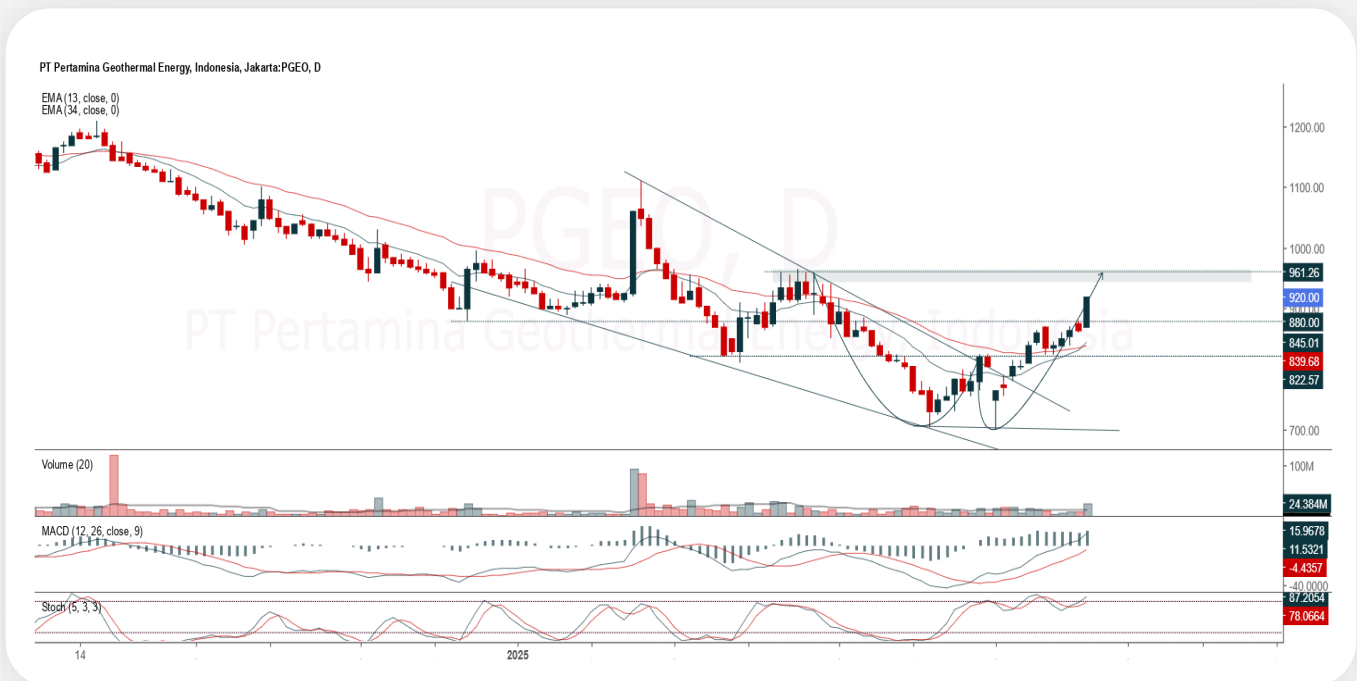 PT Pertamina Geothermal Energy, Indonesia, Jakarta:PGEO, D
EMA (13, close, 0)
EMA (34, close, 0)
PGEO, D
PT Pertamina Geothermal Energy, Indonesia
1200.00
1100.00
1000.00
961.26
920.00
900.00
880.00
845.01
839.68
822.57
700.00
Volume (20)
100M
24.384M
MACD (12, 26, close, 9)
15.9678
11.5321
-4.4357
-40.0000
Stoch (5, 3, 3)
87.2054
78.0664
14
2025